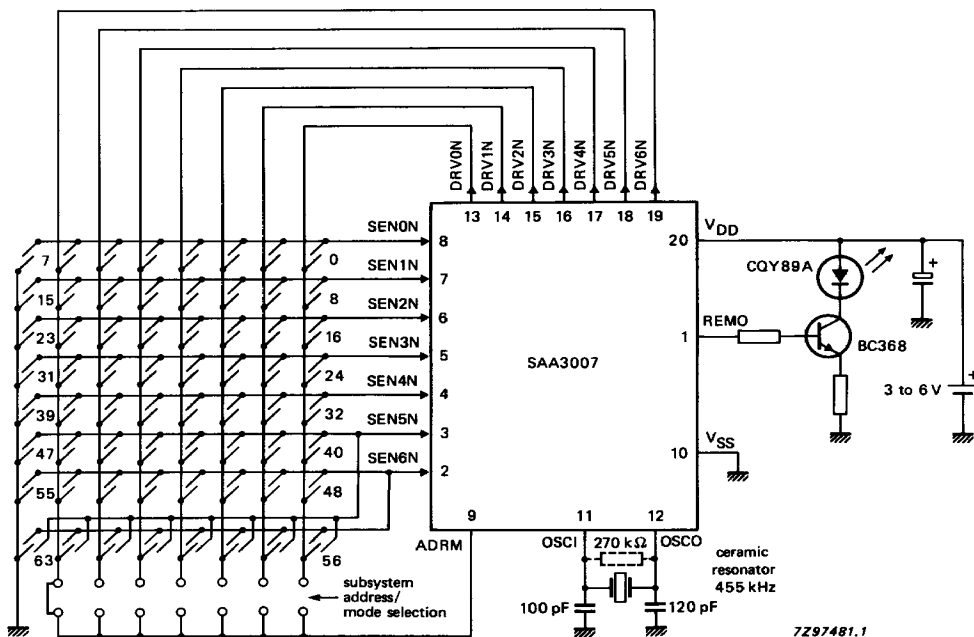 DRV0N
DRV1N
DRV2N
DRV3N
DRV4N
DRV5N
DRV6N
13 14 15 16 17 18 19
SEN0N
8
7
0
SEN1N
7
15
8
SEN2N
6
23
16
SEN3N
5
31
24
SEN4N
4
39
32
SEN5N
3
47
40
SEN6N
2
55
48
63
56
9
ADRM
subsystem
address/
mode selection
SAA3007
20
VDD
CQY89A
+
1
REMO
BC368
+
3 to 6 V
10
VSS
11
12
OSCI
270 kΩ
OSCO
ceramic
resonator
455 kHz
100 pF
120 pF
7Z97481.1